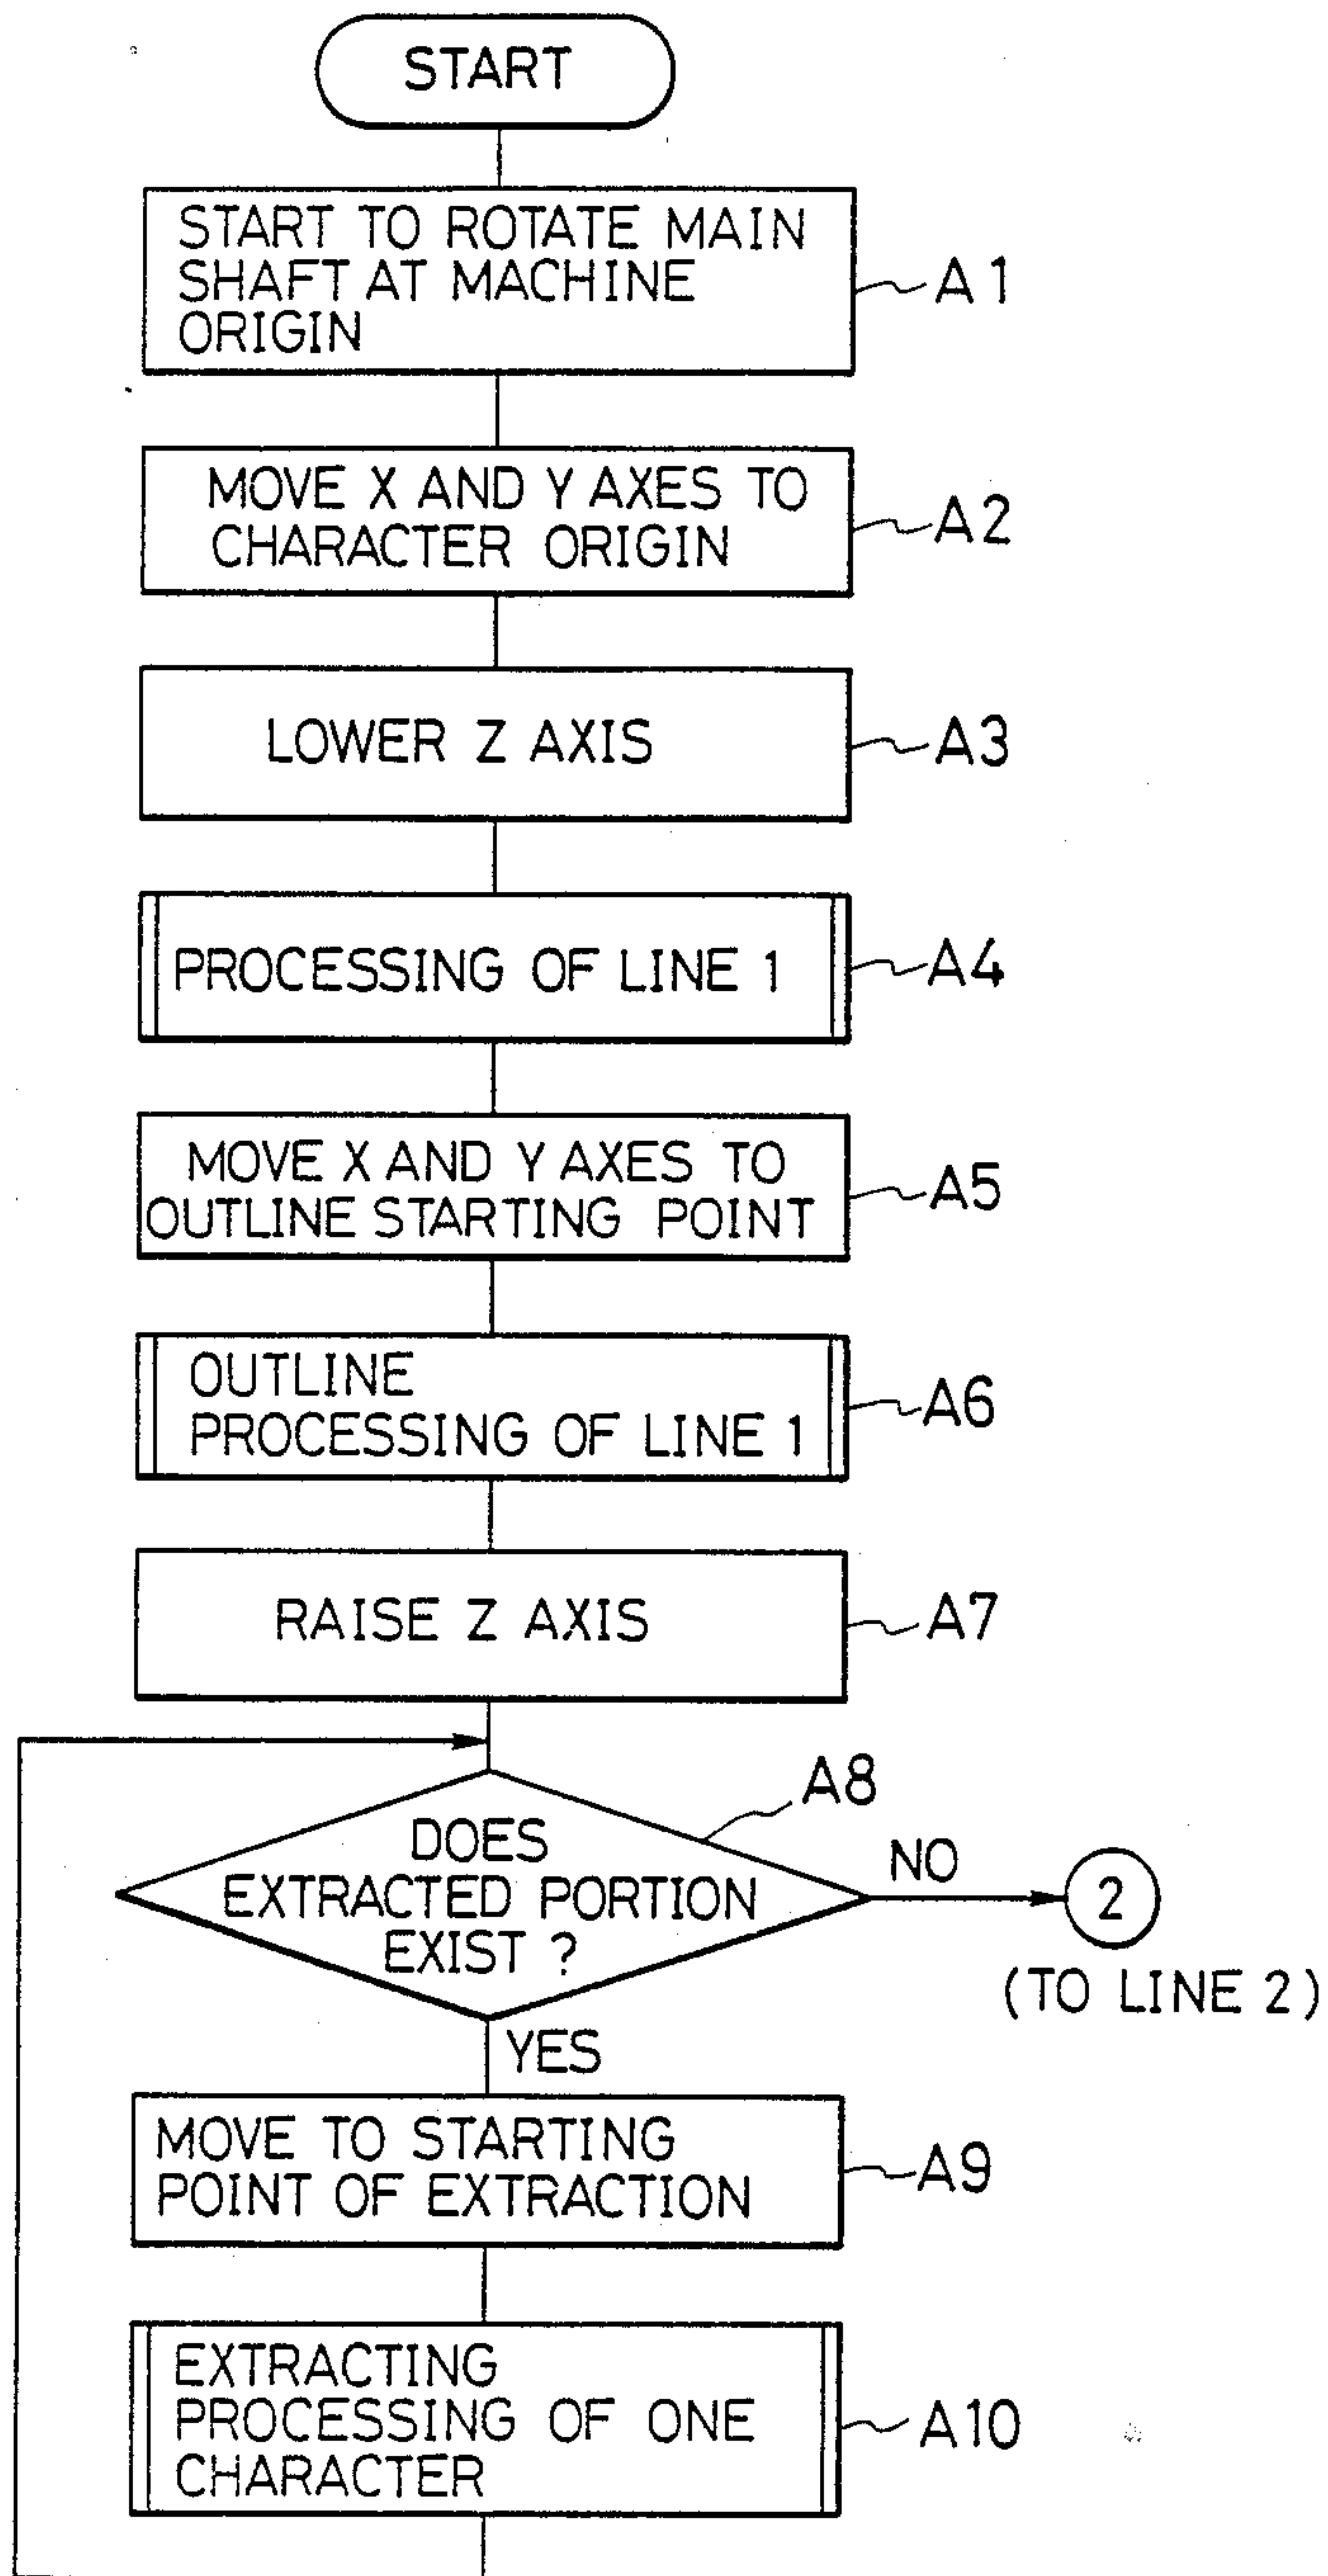 START
START TO ROTATE MAIN
SHAFT AT MACHINE
ORIGIN
A1
MOVE X AND Y AXES TO
CHARACTER ORIGIN
A2
LOWER Z AXIS
A3
PROCESSING OF LINE 1
A4
MOVE X AND Y AXES TO
OUTLINE STARTING POINT
A5
OUTLINE
PROCESSING OF LINE 1
A6
RAISE Z AXIS
A7
A8
DOES
EXTRACTED PORTION
EXIST ?
NO
2
(TO LINE 2)
YES
MOVE TO STARTING
POINT OF EXTRACTION
A9
EXTRACTING
PROCESSING OF ONE
CHARACTER
A10